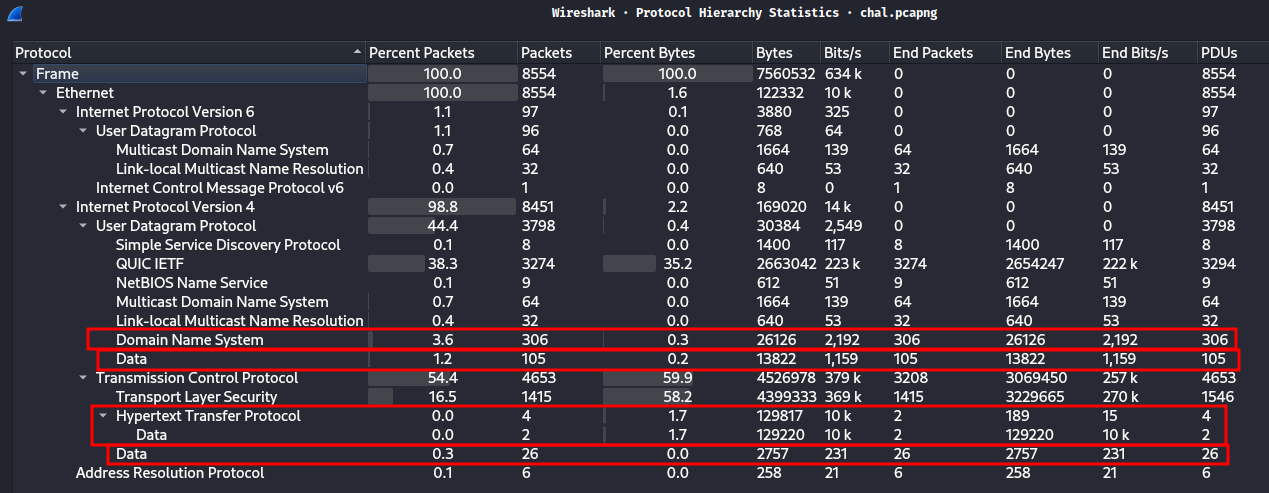 Wireshark · Protocol Hierarchy Statistics · chal.pcapng
Protocol Percent Packets Packets Percent Bytes Bytes Bits/s End Packets End Bytes End Bits/s PDUs
Frame 100.0 8554 100.0 7560532 634 k 0 0 0 8554
Ethernet 100.0 8554 1.6 122332 10 k 0 0 0 8554
Internet Protocol Version 6 1.1 97 0.1 3880 325 0 0 0 97
User Datagram Protocol 1.1 96 0.0 768 64 0 0 0 96
Multicast Domain Name System 0.7 64 0.0 1664 139 64 1664 139 64
Link-local Multicast Name Resolution 0.4 32 0.0 640 53 32 640 53 32
Internet Control Message Protocol v6 0.0 1 0.0 8 0 1 8 0 1
Internet Protocol Version 4 98.8 8451 2.2 169020 14 k 0 0 0 8451
User Datagram Protocol 44.4 3798 0.4 30384 2,549 0 0 0 3798
Simple Service Discovery Protocol 0.1 8 0.0 1400 117 8 1400 117 8
QUIC IETF 38.3 3274 35.2 2663042 223 k 3274 2654247 222 k 3294
NetBIOS Name Service 0.1 9 0.0 612 51 9 612 51 9
Multicast Domain Name System 0.7 64 0.0 1664 139 64 1664 139 64
Link-local Multicast Name Resolution 0.4 32 0.0 640 53 32 640 53 32
Domain Name System 3.6 306 0.3 26126 2,192 306 26126 2,192 306
Data 1.2 105 0.2 13822 1,159 105 13822 1,159 105
Transmission Control Protocol 54.4 4653 59.9 4526978 379 k 3208 3069450 257 k 4653
Transport Layer Security 16.5 1415 58.2 4399333 369 k 1415 3229665 270 k 1546
Hypertext Transfer Protocol 0.0 4 1.7 129817 10 k 2 189 15 4
Data 0.0 2 1.7 129220 10 k 2 129220 10 k 2
Data 0.3 26 0.0 2757 231 26 2757 231 26
Address Resolution Protocol 0.1 6 0.0 258 21 6 258 21 6